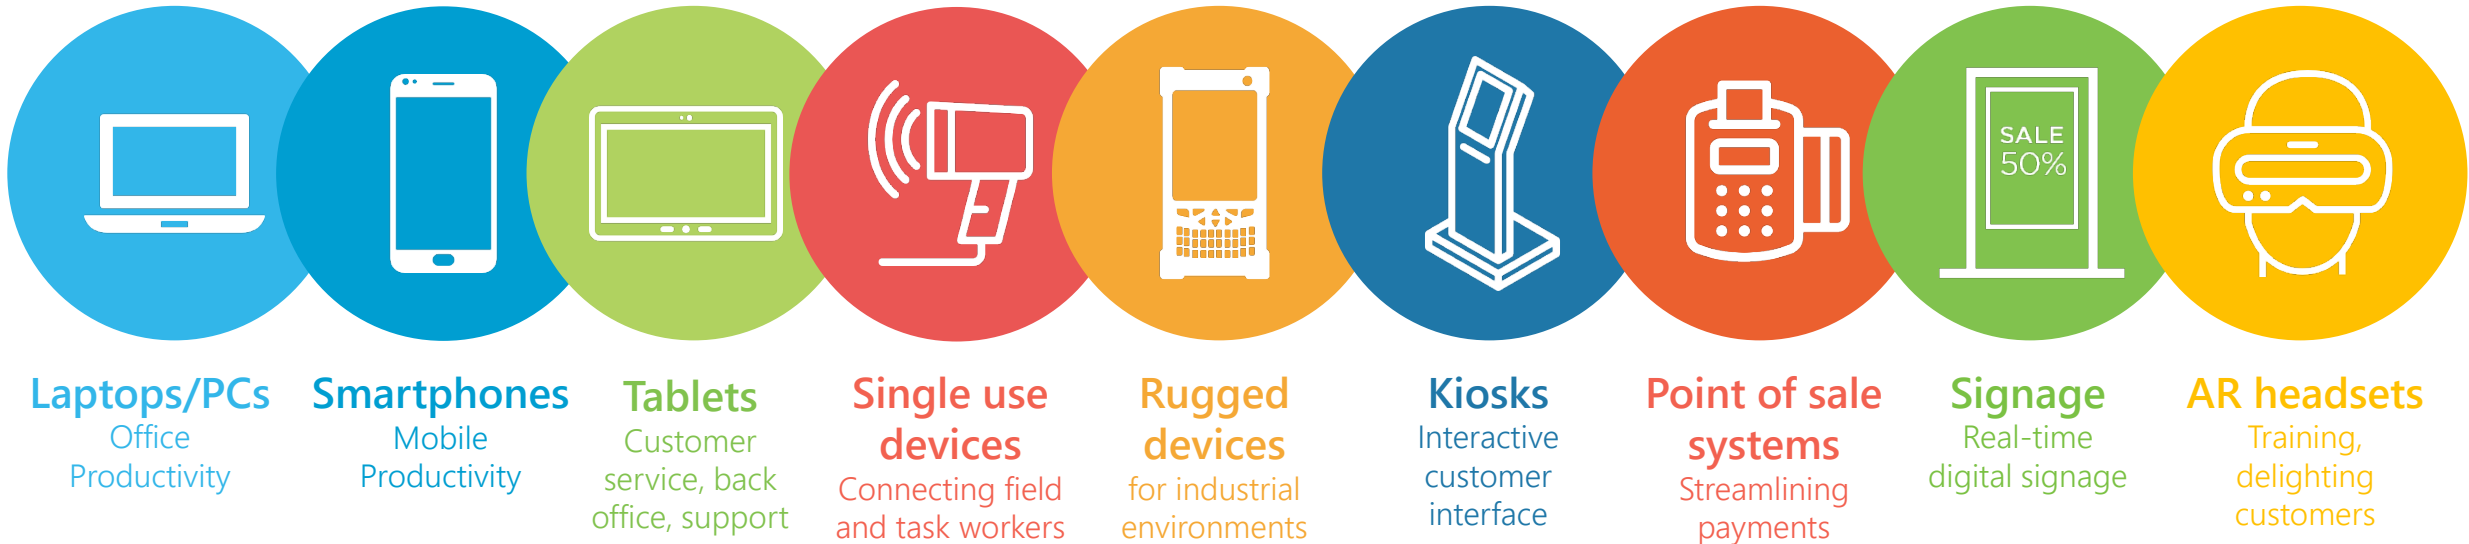 SALE
50%
Laptops/PCs
Office
Productivity
Smartphones
Mobile
Productivity
Tablets
Customer
service, back
office, support
Single use
devices
Connecting field
and task workers
Rugged
devices
for industrial
environments
Kiosks
Interactive
customer
interface
Point of sale
systems
Streamlining
payments
Signage
Real-time
digital signage
AR headsets
Training,
delighting
customers